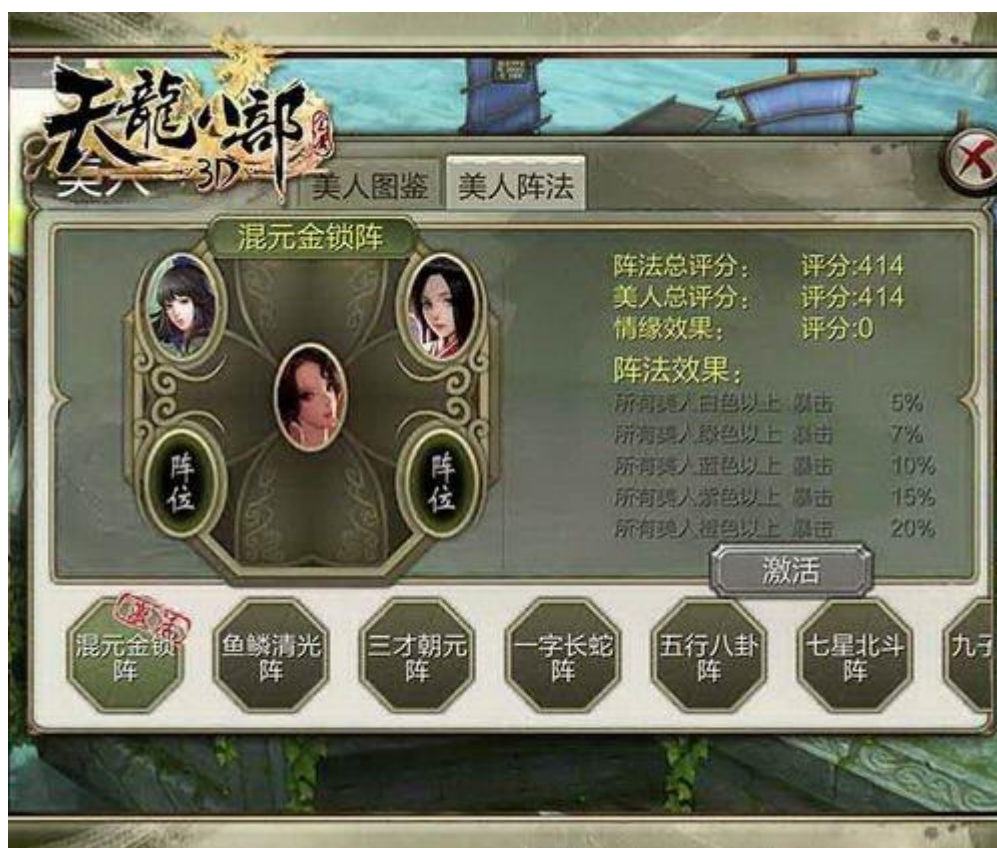 天龍八部
3D
美人
美人图鉴
美人阵法
混元金锁阵
阵位
阵位
阵法总评分： 评分:414
美人总评分： 评分:414
情缘效果： 评分:0
阵法效果：
所有美人白色以上 暴击 5%
所有美人绿色以上 暴击 7%
所有美人蓝色以上 暴击 10%
所有美人紫色以上 暴击 15%
所有美人橙色以上 暴击 20%
激活
激活
混元金锁
阵
鱼鳞清光
阵
三才朝元
阵
一字长蛇
阵
五行八卦
阵
七星北斗
阵
九子